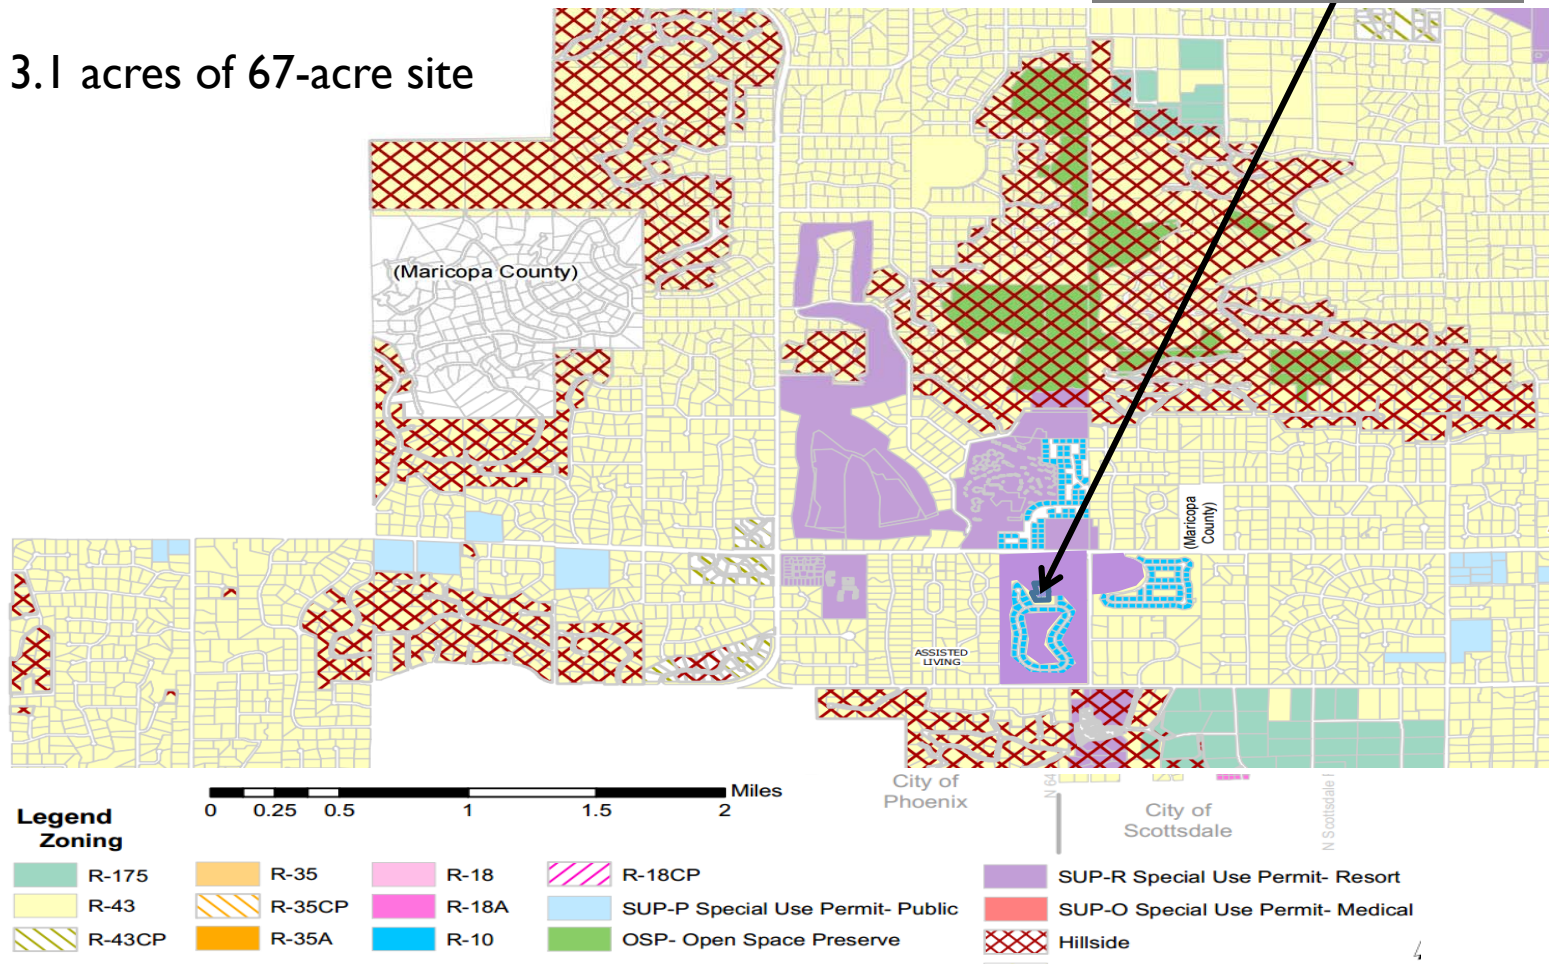 3.1 acres of 67-acre site
(Maricopa County)
(Maricopa
County)
ASSISTED
LIVING
Miles
0
0.25
0.5
1
1.5
2
City of
Phoenix
N 64
City of
Scottsdale
N Scottsdale
Legend
Zoning
R-175
R-43
R-43CP
R-35
R-35CP
R-35A
R-18
R-18A
R-10
R-18CP
SUP-P Special Use Permit- Public
OSP- Open Space Preserve
SUP-R Special Use Permit- Resort
SUP-O Special Use Permit- Medical
Hillside